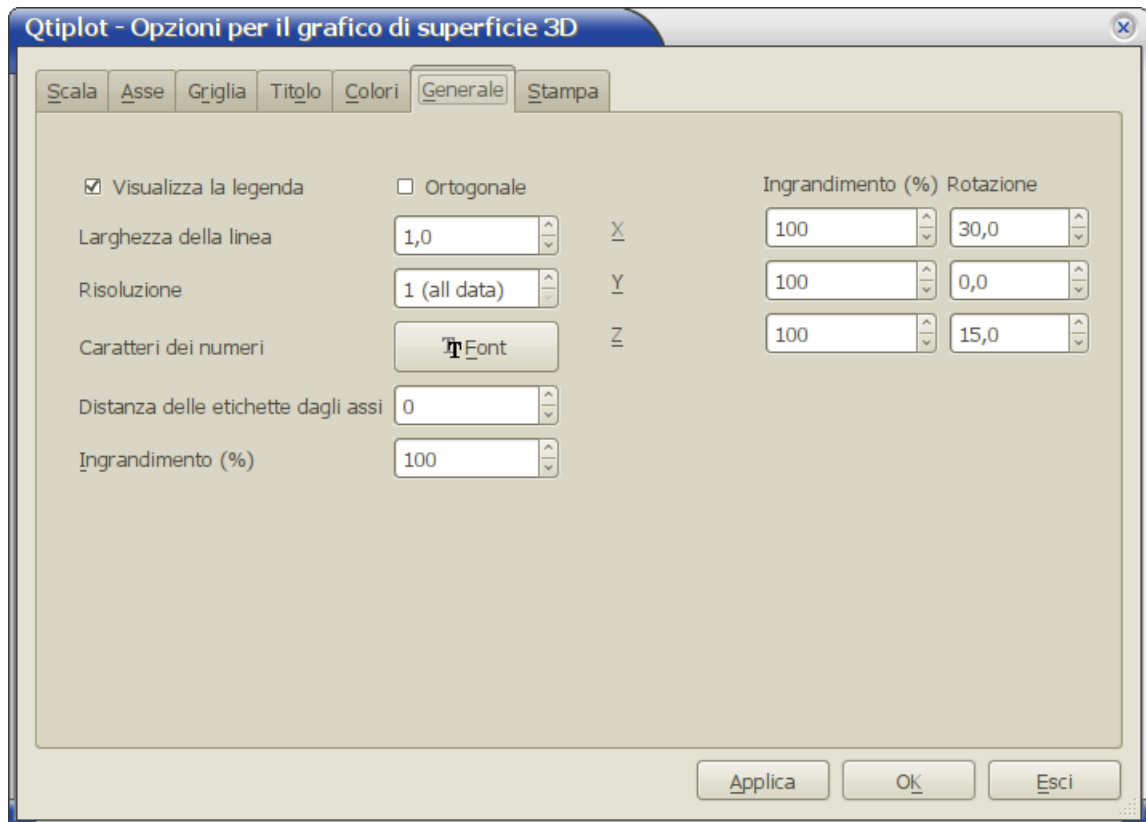 Qtiplot - Opzioni per il grafico di superficie 3D
Scala Asse Griglia Titolo Colori Generale Stampa
Visualizza la legenda Ortogonale Ingrandimento (%) Rotazione
Larghezza della linea 1,0 X 100 30,0
Risoluzione 1 (all data) Y 100 0,0
Caratteri dei numeri Font Z 100 15,0
Distanza delle etichette dagli assi 0
Ingrandimento (%) 100
Applica OK Esci